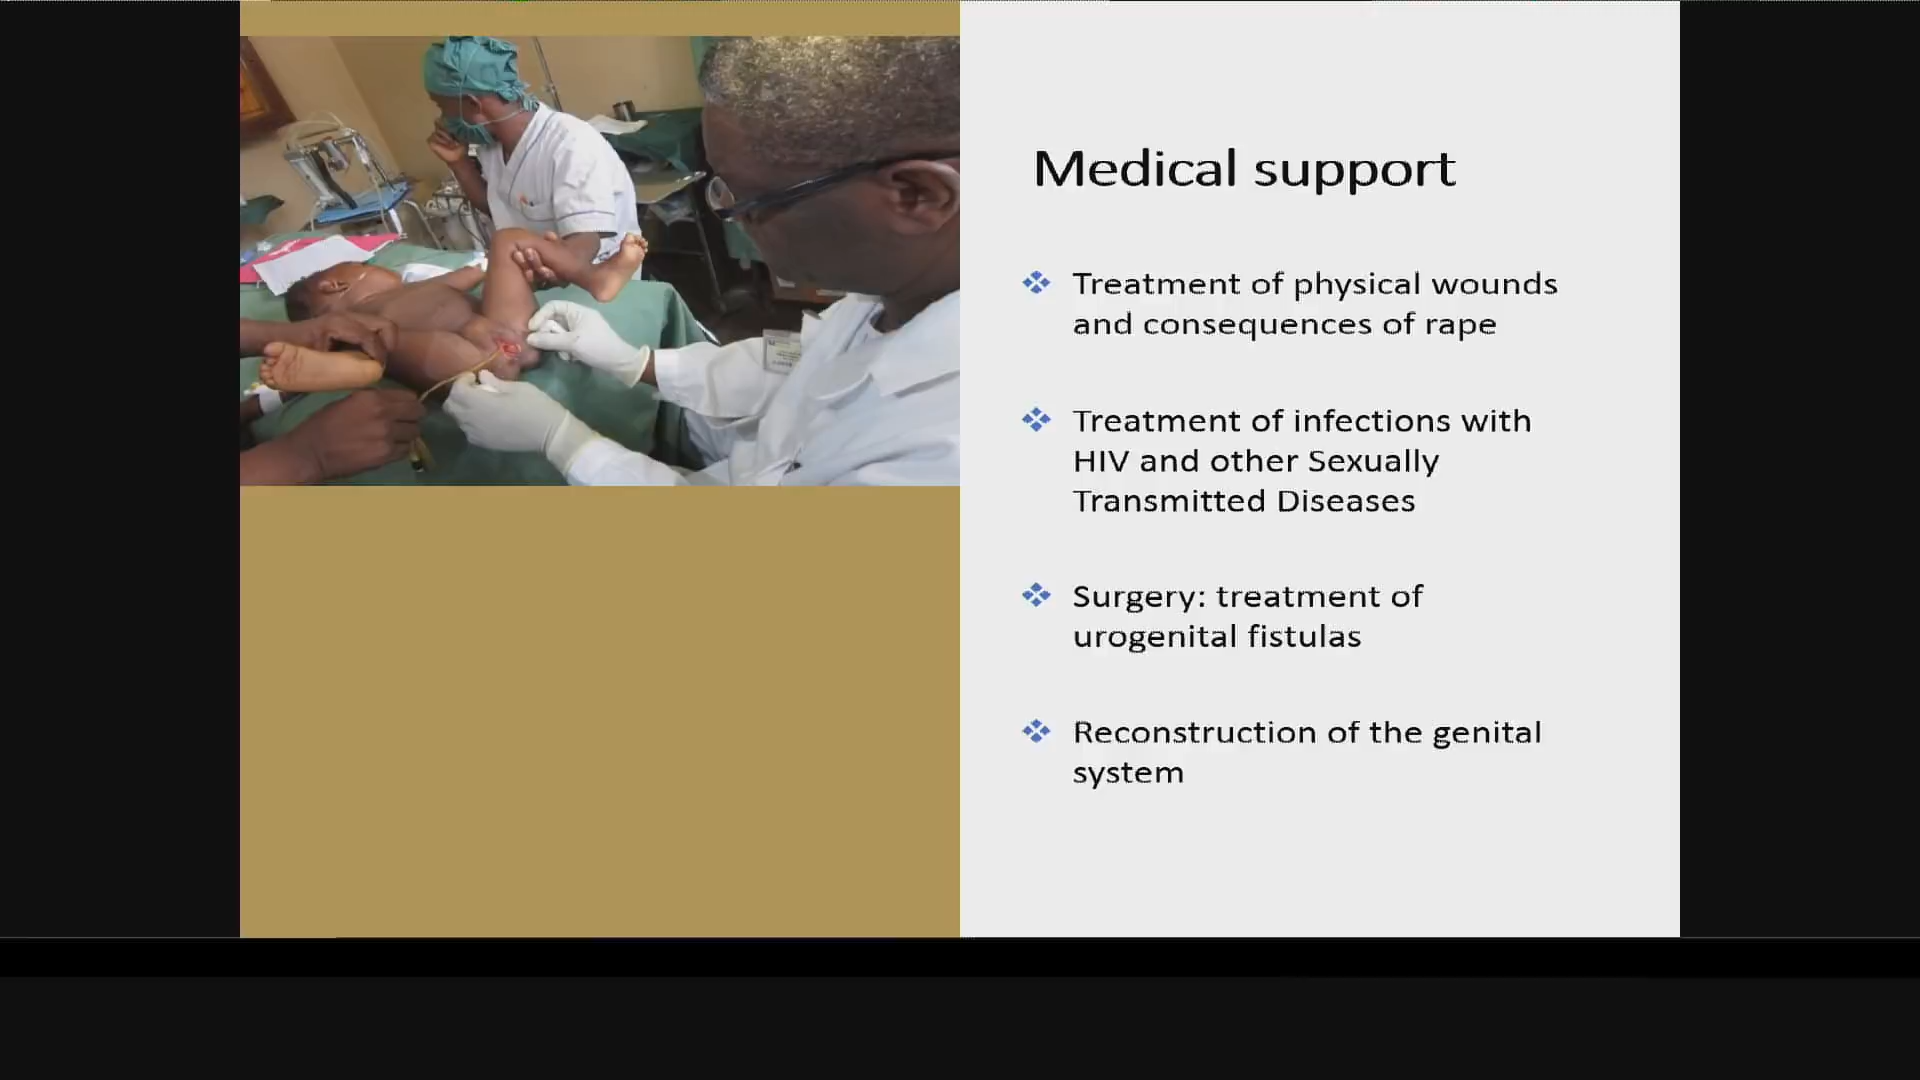 Medical support
Treatment of physical wounds
and consequences of rape
Treatment of infections with
HIV and other Sexually
Transmitted Diseases
Surgery: treatment of
urogenital fistulas
Reconstruction of the genital
system